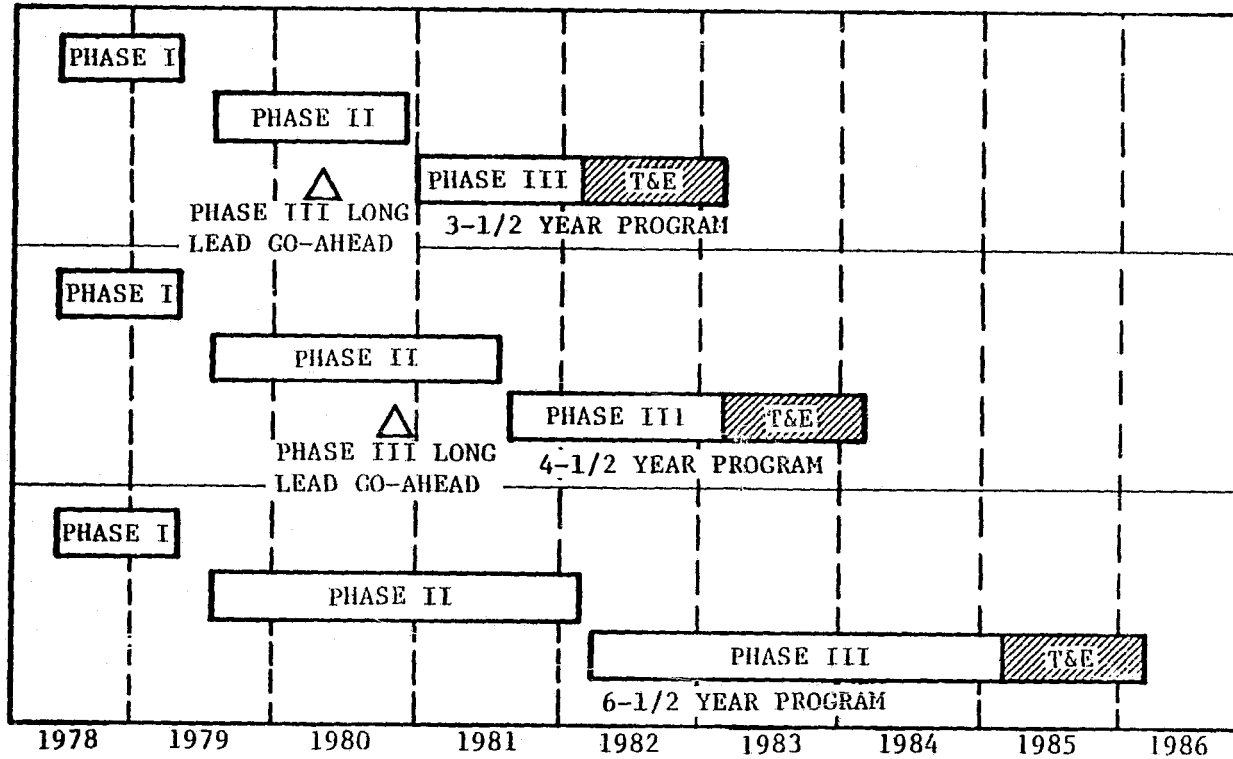 PHASE I
PHASE II
PHASE III
T&E
PHASE III LONG
LEAD GO-AHEAD
3-1/2 YEAR PROGRAM
PHASE I
PHASE II
PHASE III
T&E
PHASE III LONG
LEAD GO-AHEAD
4-1/2 YEAR PROGRAM
PHASE I
PHASE II
PHASE III
T&E
6-1/2 YEAR PROGRAM
1978 1979 1980 1981 1982 1983 1984 1985 1986